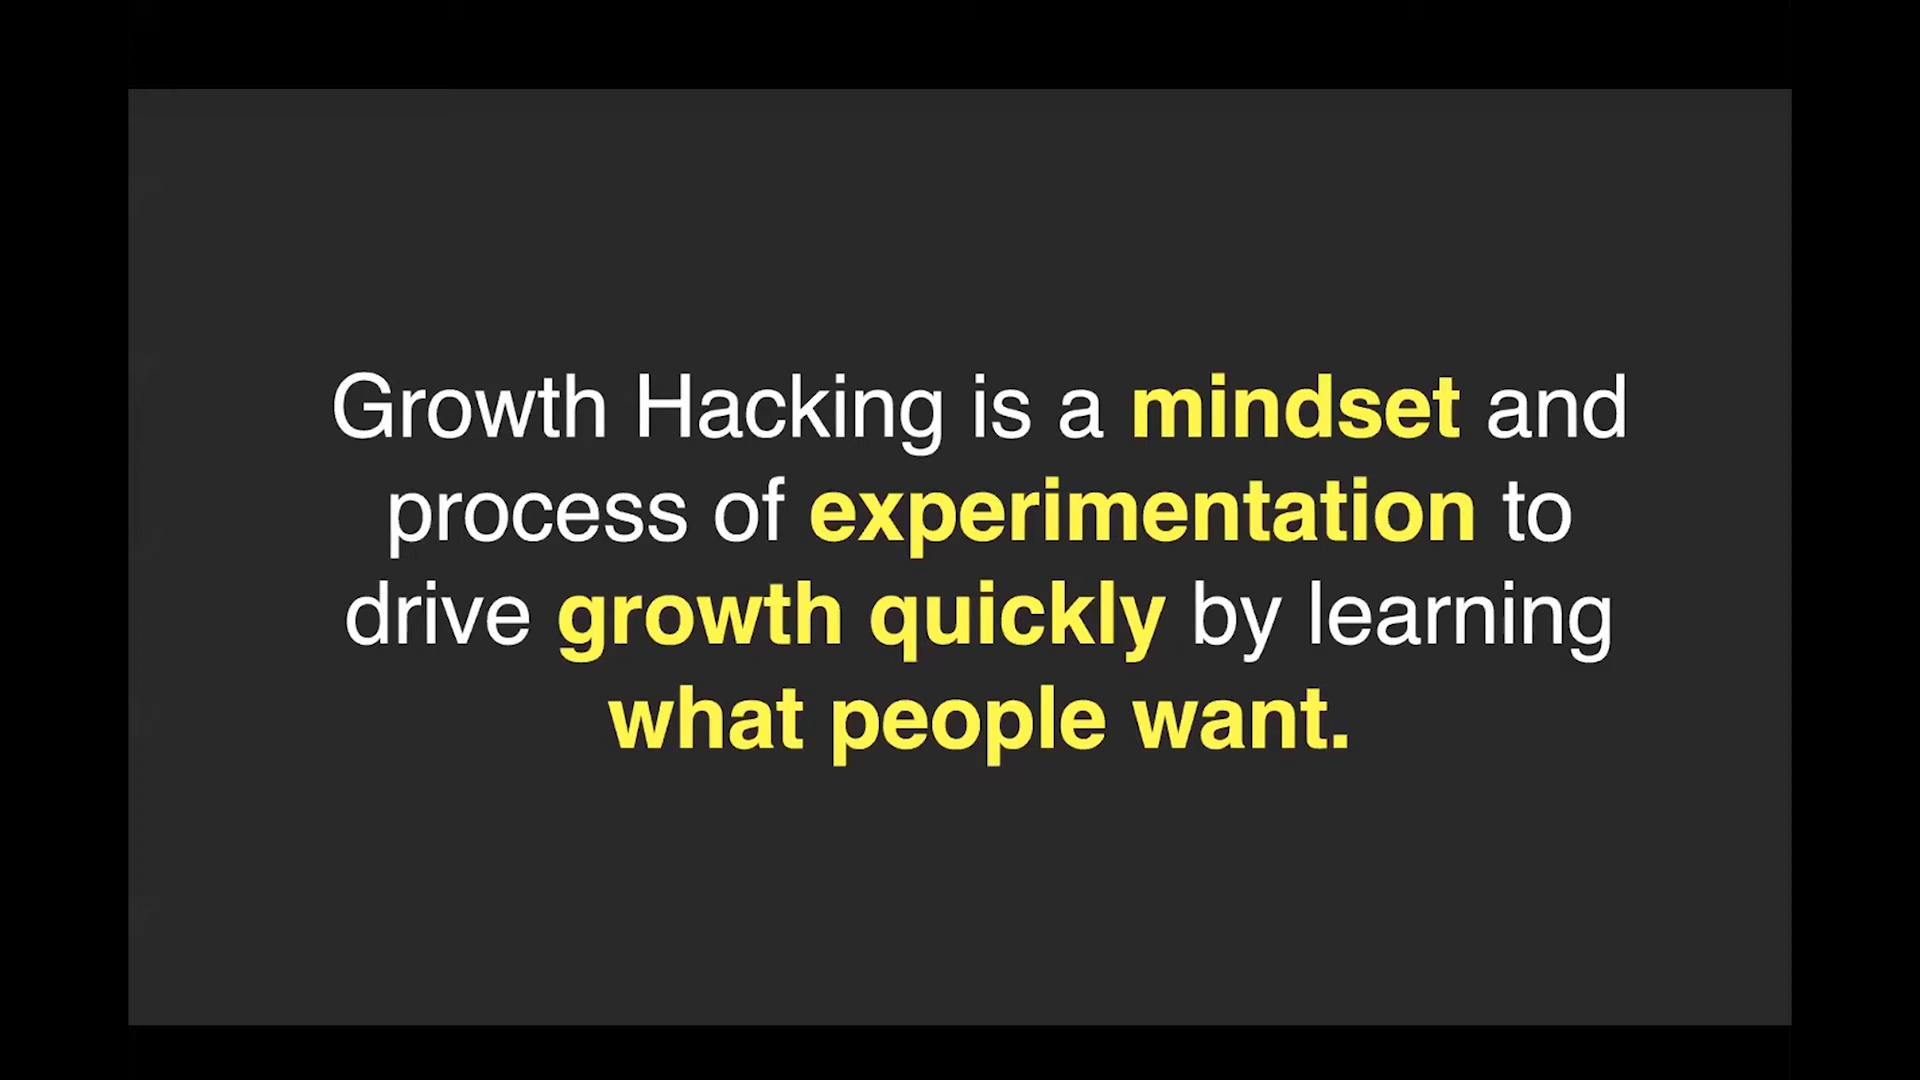 Growth Hacking is a mindset and
process of experimentation to
drive growth quickly by learning
what people want.